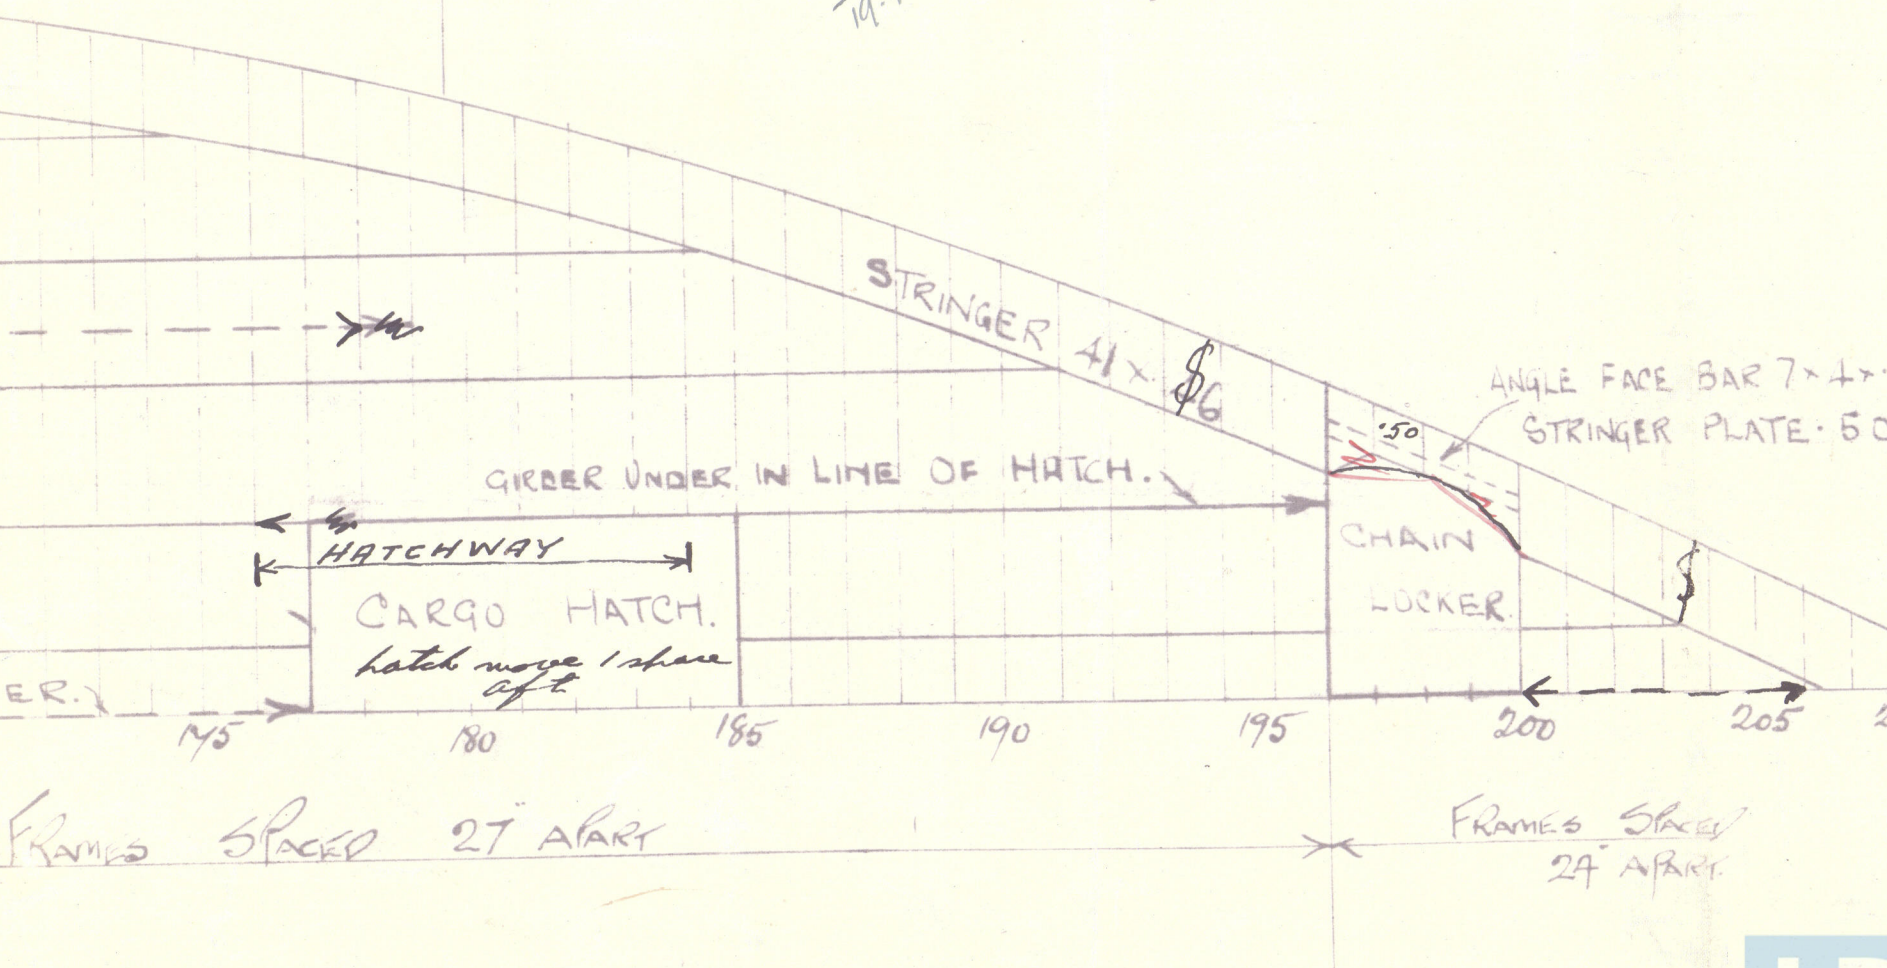 STRINGER 41 x
ANGLE FACE BAR 7 x 4 x
STRINGER PLATE · 50
·50
GIRDER UNDER IN LINE OF HATCH.
HATCHWAY
CARGO HATCH.
hatch move 1 space
aft
CHAIN
LOCKER.
ER.
175 180 185 190 195 200 205
FRAMES SPACED 27" APART
FRAMES SPACED
24" APART.